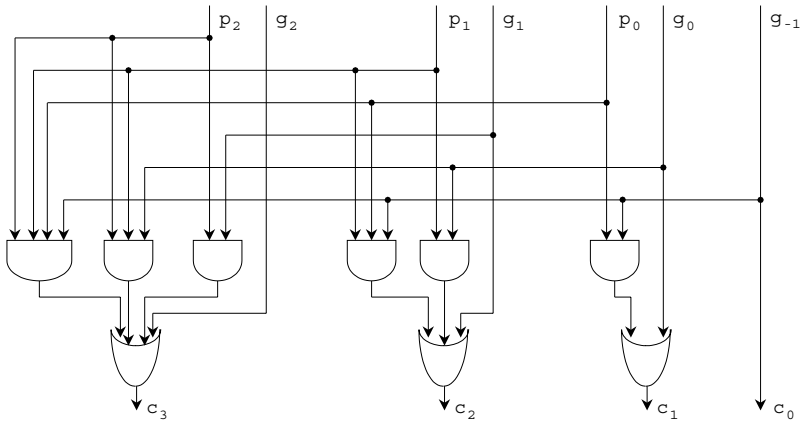 p₂ g₂ p₁ g₁ p₀ g₀ g₋₁
c₃ c₂ c₁ c₀